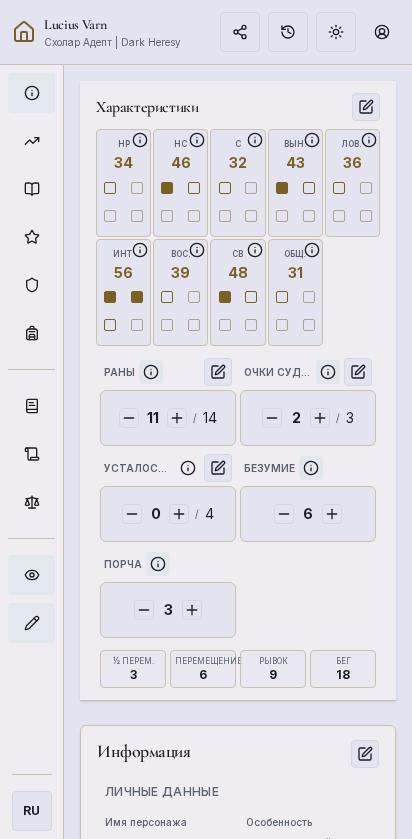 Lucius Varn
Схолар Адепт | Dark Heresy
Характеристики
НР НС С ВЫН. ЛОВ.
34 46 32 43 36
ИНТ ВОС. СВ ОБЩ.
56 39 48 31
РАНЫ ОЧКИ СУД...
11 / 14 2 / 3
УСТАЛОС... БЕЗУМИЕ
0 / 4 6
ПОРЧА
3
½ ПЕРЕМ. ПЕРЕМЕЩЕНИЕ РЫВОК БЕГ
3 6 9 18
Информация
ЛИЧНЫЕ ДАННЫЕ
Имя персонажа Особенность
RU